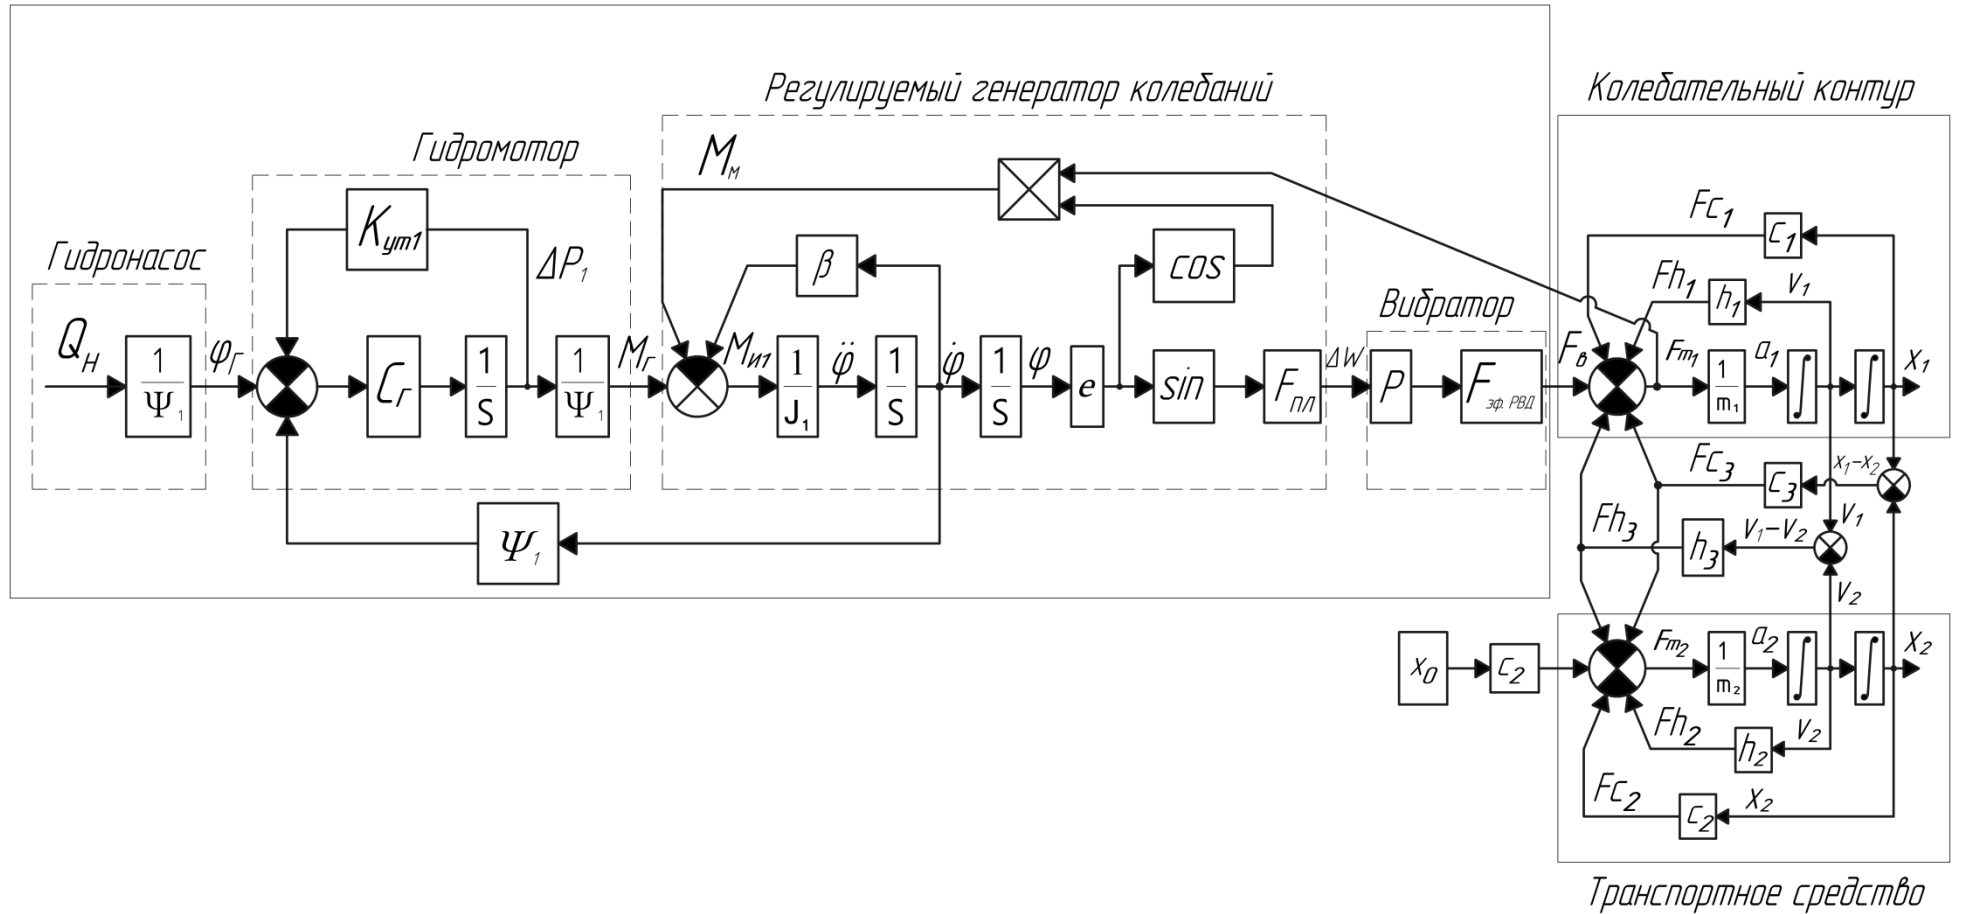 Регулируемый генератор колебаний
Колебательный контур
Гидромотор
Гидронасос
Вибратор
Mм
Kут1
ΔP1
β
cos
Qн
1
Ψ1
φГ
Cг
1
S
1
Ψ1
Mг
Mи1
1
J1
φ̈
1
S
φ̇
1
S
φ
e
sin
Fпл
ΔW
P
Fэф. РВД
Fв
Fc1
c1
Fh1
h1
V1
Fm1
1
m1
a1
∫
∫
x1
Fc3
c3
x1-x2
Fh3
h3
V1-V2
V1
V2
Ψ1
x0
c2
Fm2
1
m2
a2
∫
∫
x2
Fh2
h2
V2
Fc2
c2
x2
Транспортное средство